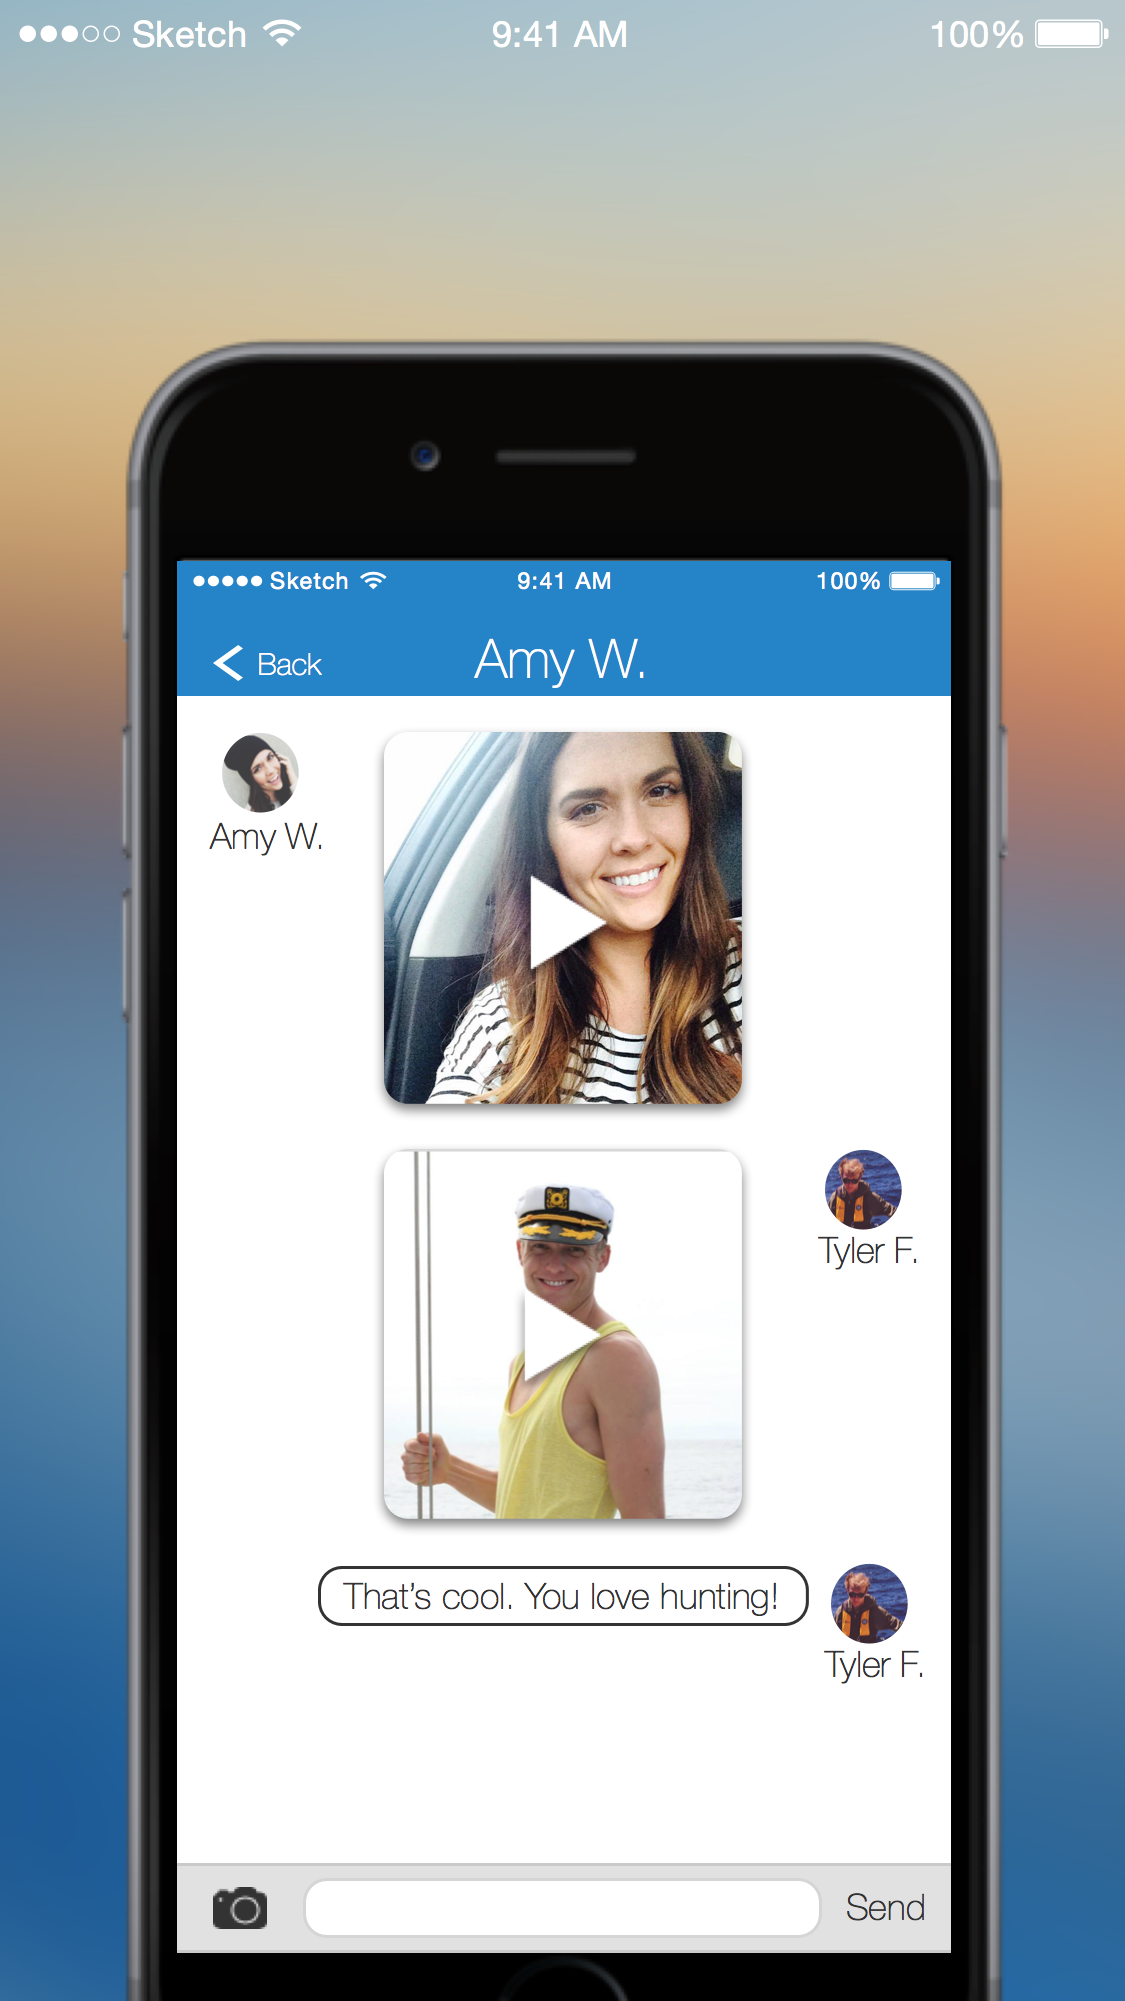 Sketch 9:41 AM 100%
Sketch 9:41 AM 100%
Back Amy W.
Amy W.
Tyler F.
That's cool. You love hunting!
Tyler F.
Send